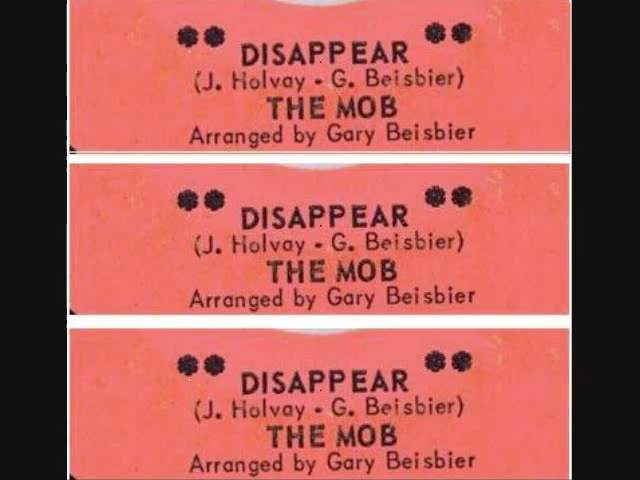 DISAPPEAR
(J. Holvay - G. Beisbier)
THE MOB
Arranged by Gary Beisbier
DISAPPEAR
(J. Holvay - G. Beisbier)
THE MOB
Arranged by Gary Beisbier
DISAPPEAR
(J. Holvay - G. Beisbier)
THE MOB
Arranged by Gary Beisbier